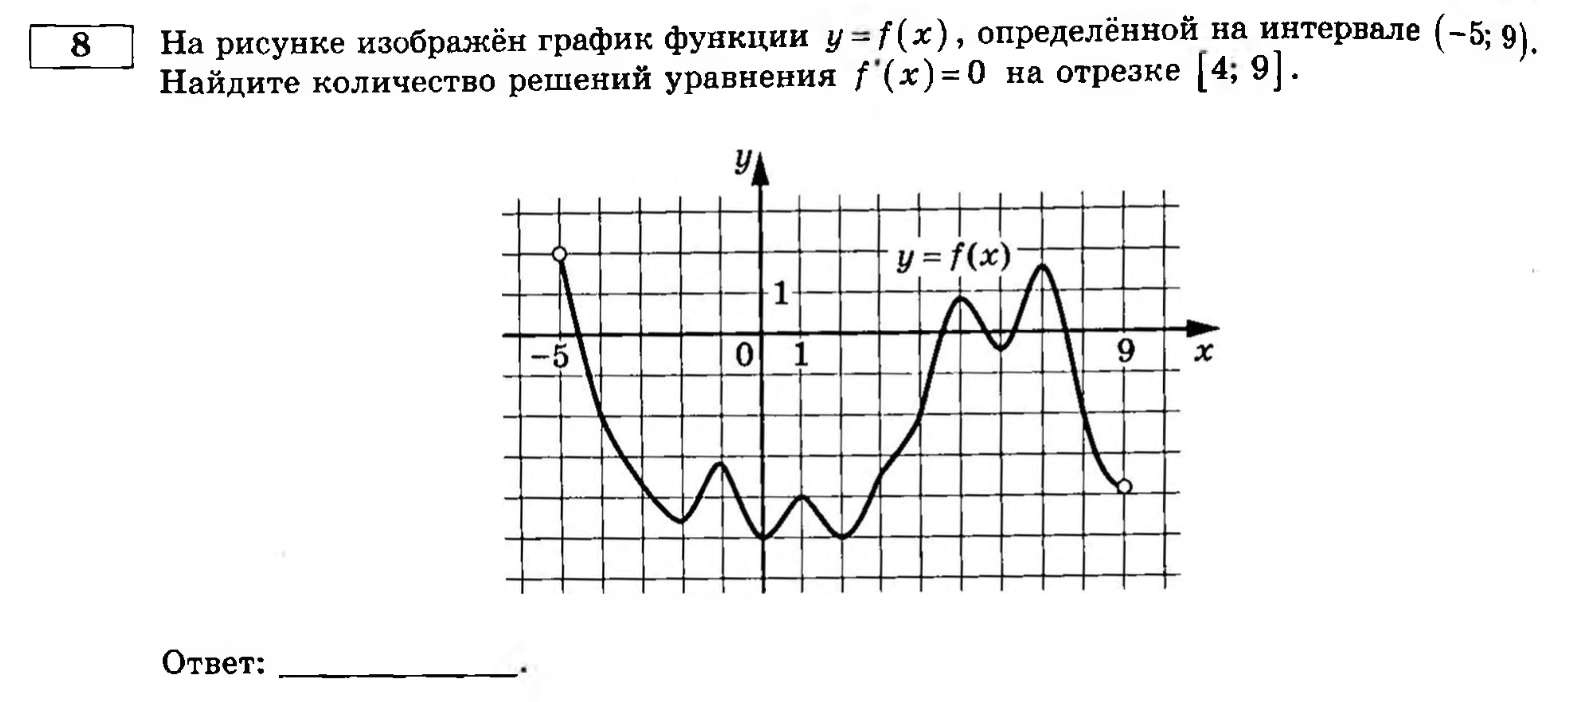 8
На рисунке изображён график функции y = f(x), определённой на интервале (−5; 9).
Найдите количество решений уравнения f'(x) = 0 на отрезке [4; 9].
y
y = f(x)
1
−5 0 1 9 x
Ответ: ____________.